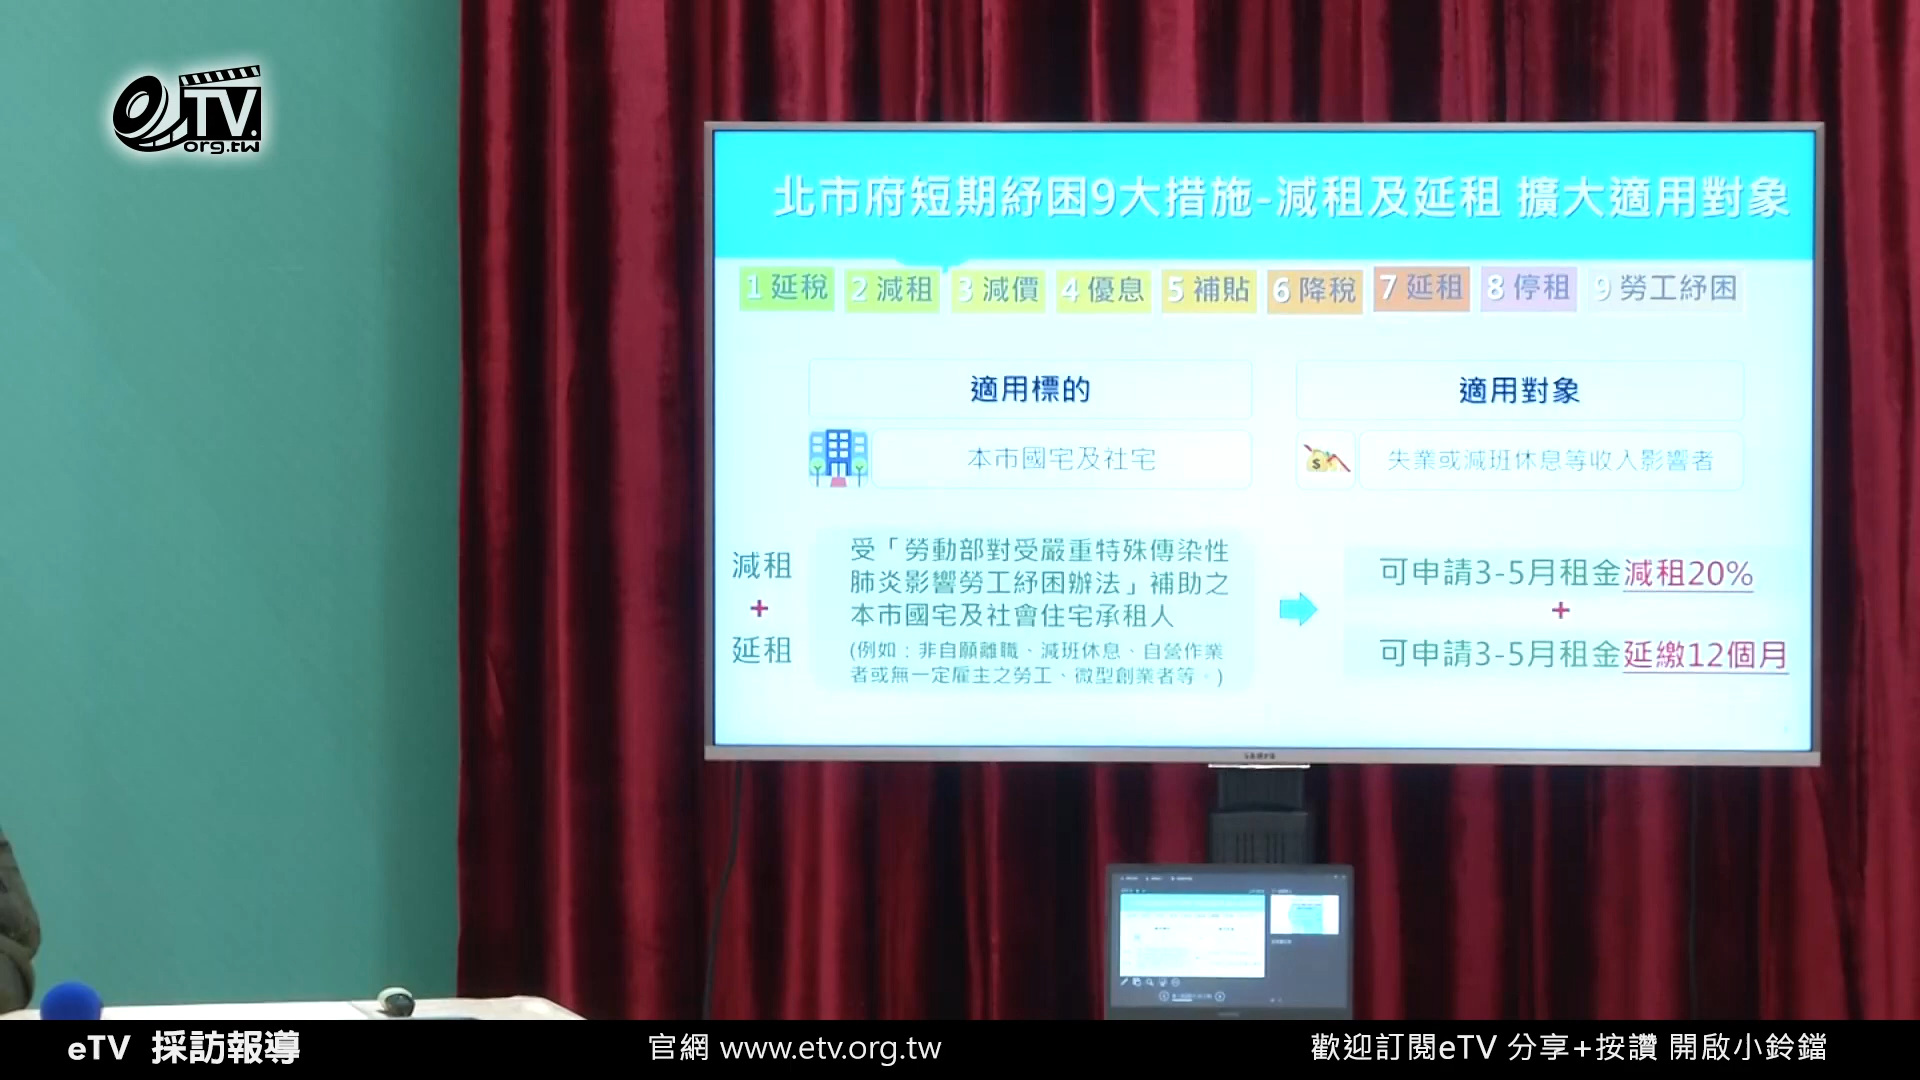 eTV.
org.tw
北市府短期紓困9大措施-減租及延租 擴大適用對象
1 延稅 2 減租 3 減價 4 優息 5 補貼 6 降稅 7 延租 8 停租 9 勞工紓困
適用標的
適用對象
本市國宅及社宅
失業或減班休息等收入影響者
減租
+
延租
受「勞動部對受嚴重特殊傳染性
肺炎影響勞工紓困辦法」補助之
本市國宅及社會住宅承租人
(例如:非自願離職、減班休息、自營作業
者或無一定雇主之勞工、微型創業者等。)
可申請3-5月租金減租20%
+
可申請3-5月租金延繳12個月
eTV 採訪報導
官網 www.etv.org.tw
歡迎訂閱eTV 分享+按讚 開啟小鈴鐺